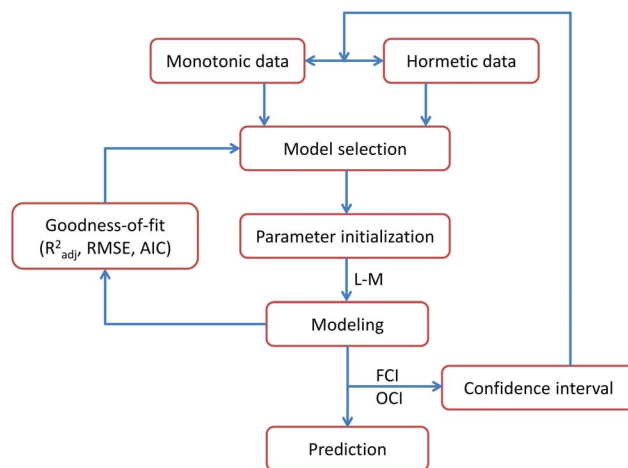 Monotonic data
Hormetic data
Model selection
Goodness-of-fit
(R²adj, RMSE, AIC)
Parameter initialization
L-M
Modeling
FCI
OCI
Confidence interval
Prediction